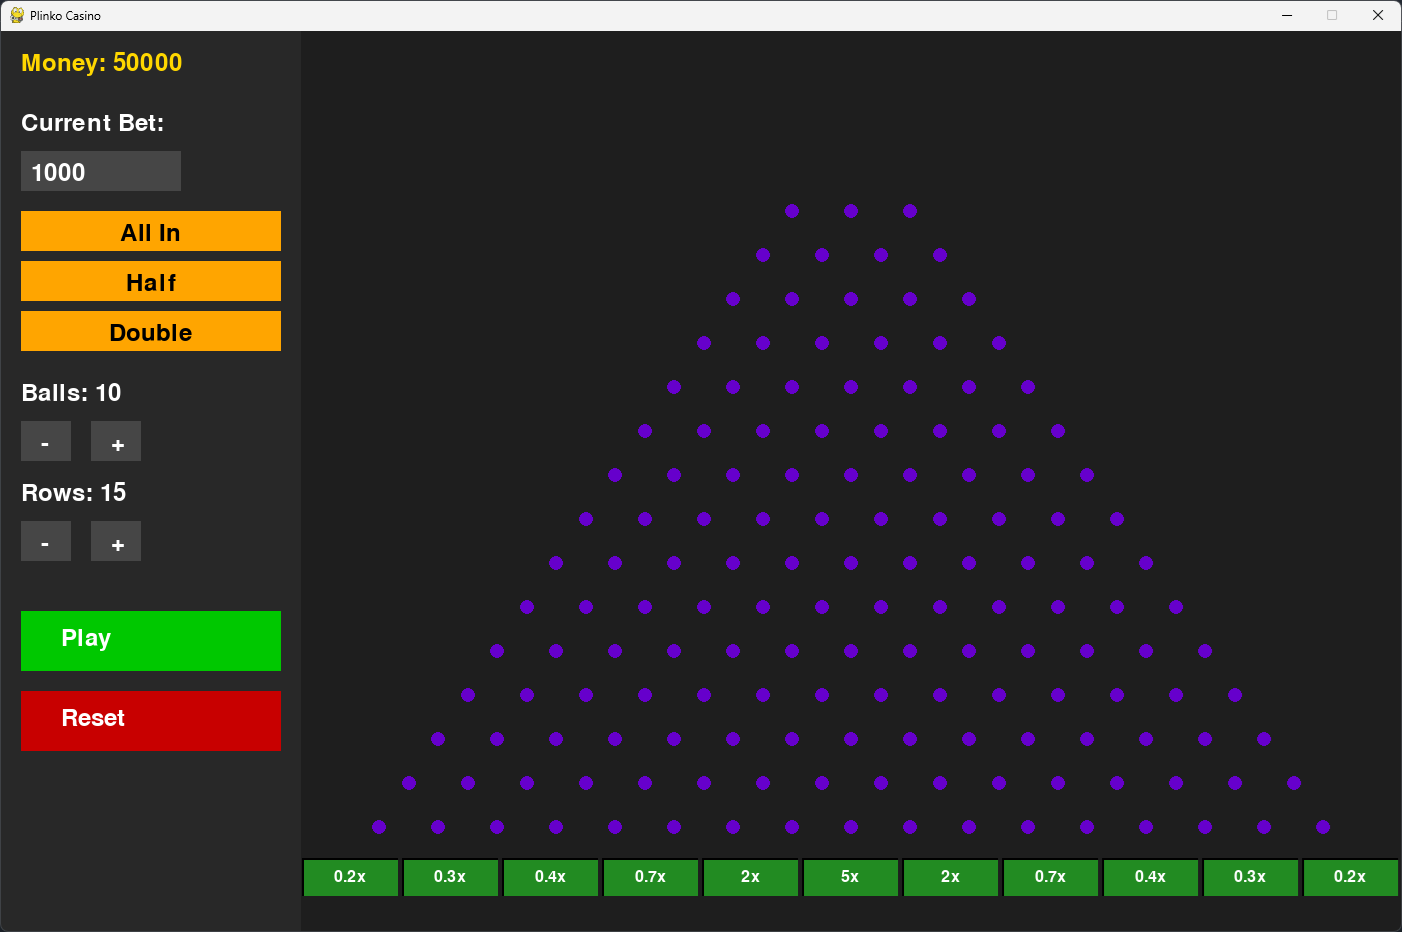 Plinko Casino
Money: 50000
Current Bet:
1000
All In
Half
Double
Balls: 10
- +
Rows: 15
- +
Play
Reset
0.2x 0.3x 0.4x 0.7x 2x 5x 2x 0.7x 0.4x 0.3x 0.2x